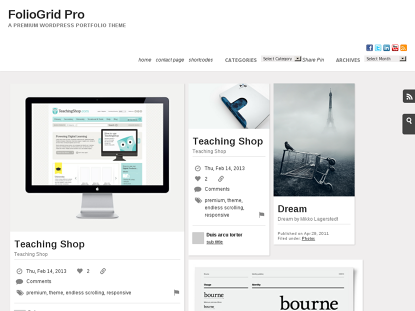 FolioGrid Pro
A PREMIUM WORDPRESS PORTFOLIO THEME
home contact page shortcodes CATEGORIES Select Category Share Pin ARCHIVES Select Month
TeachingShop
Teaching Shop
Teaching Shop
Thu, Feb 14, 2013
2
Comments
premium, theme, endless scrolling, responsive
Teaching Shop
Teaching Shop
Thu, Feb 14, 2013
2
Comments
premium, theme,
endless scrolling,
responsive
Duis arcu tortor
sub title
Dream
Dream by Mikko Lagerstedt
Published on Apr 28, 2011
Filed under: Photos
bourne
bourne